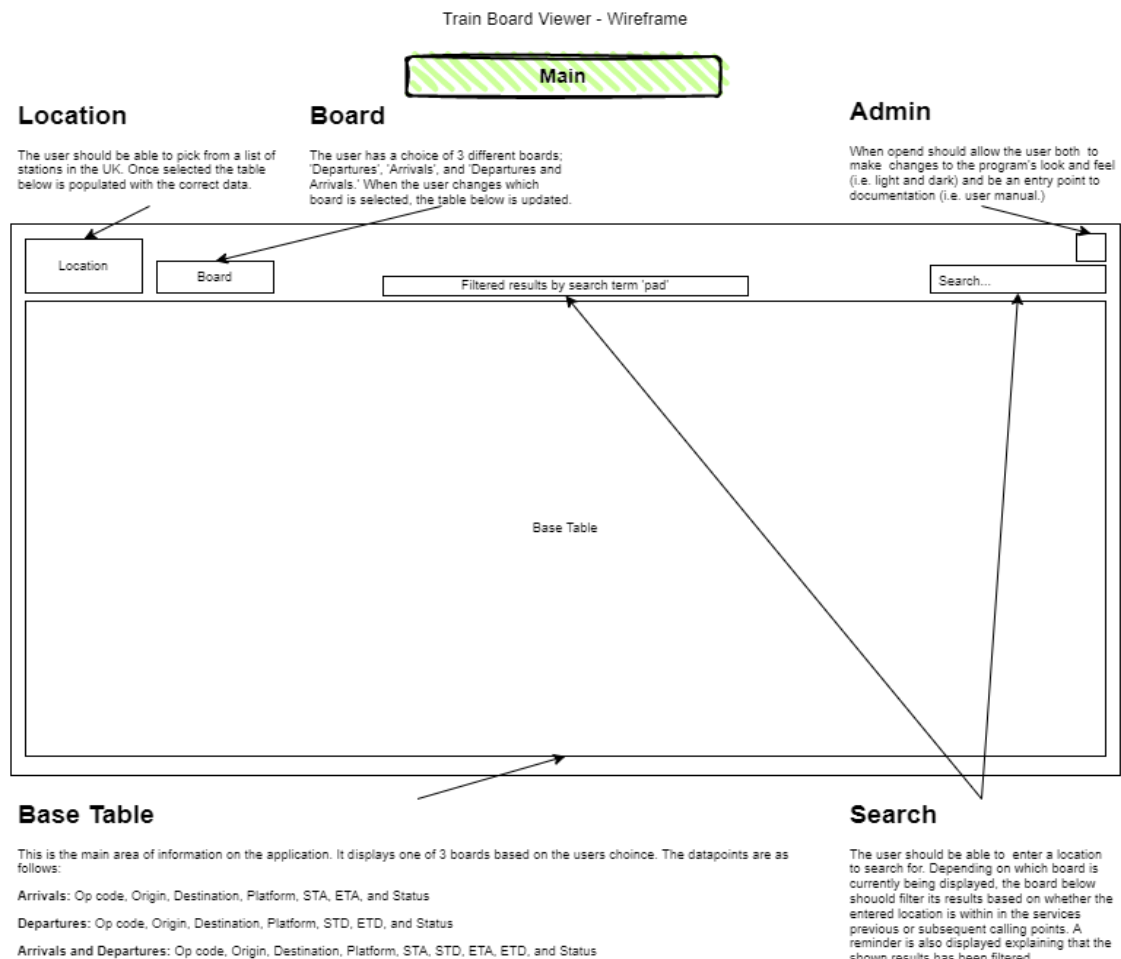 Train Board Viewer - Wireframe
Main
Location
The user should be able to pick from a list of
stations in the UK. Once selected the table
below is populated with the correct data.
Board
The user has a choice of 3 different boards;
'Departures', 'Arrivals', and 'Departures and
Arrivals.' When the user changes which
board is selected, the table below is updated.
Admin
When opend should allow the user both to
make changes to the program's look and feel
(i.e. light and dark) and be an entry point to
documentation (i.e. user manual.)
Location
Board
Filtered results by search term 'pad'
Search...
Base Table
Base Table
This is the main area of information on the application. It displays one of 3 boards based on the users choince. The datapoints are as
follows:
Arrivals: Op code, Origin, Destination, Platform, STA, ETA, and Status
Departures: Op code, Origin, Destination, Platform, STD, ETD, and Status
Arrivals and Departures: Op code, Origin, Destination, Platform, STA, STD, ETA, ETD, and Status
Search
The user should be able to enter a location
to search for. Depending on which board is
currently being displayed, the board below
shouold filter its results based on whether the
entered location is within in the services
previous or subsequent calling points. A
reminder is also displayed explaining that the
shown results has been filtered